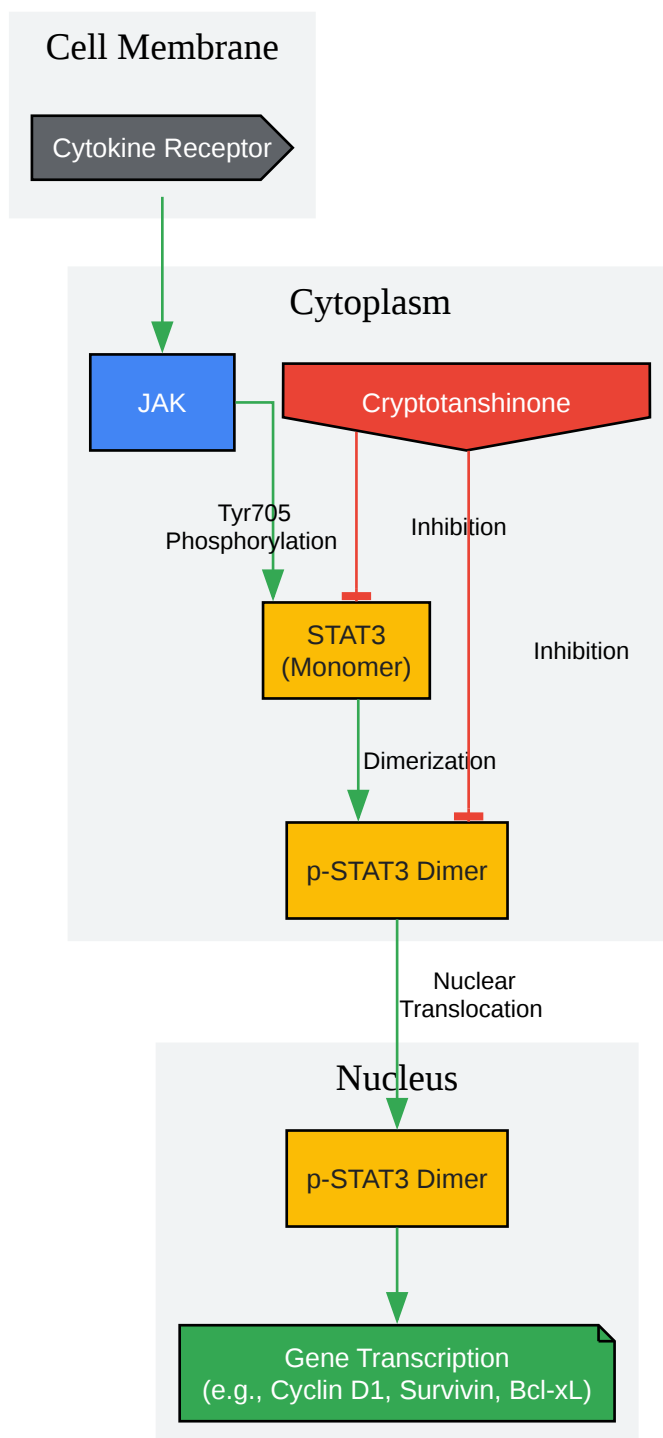 Cell Membrane
Cytokine Receptor
Cytoplasm
JAK
Cryptotanshinone
Tyr705
Phosphorylation
Inhibition
STAT3
(Monomer)
Inhibition
Dimerization
p-STAT3 Dimer
Nuclear
Translocation
Nucleus
p-STAT3 Dimer
Gene Transcription
(e.g., Cyclin D1, Survivin, Bcl-xL)